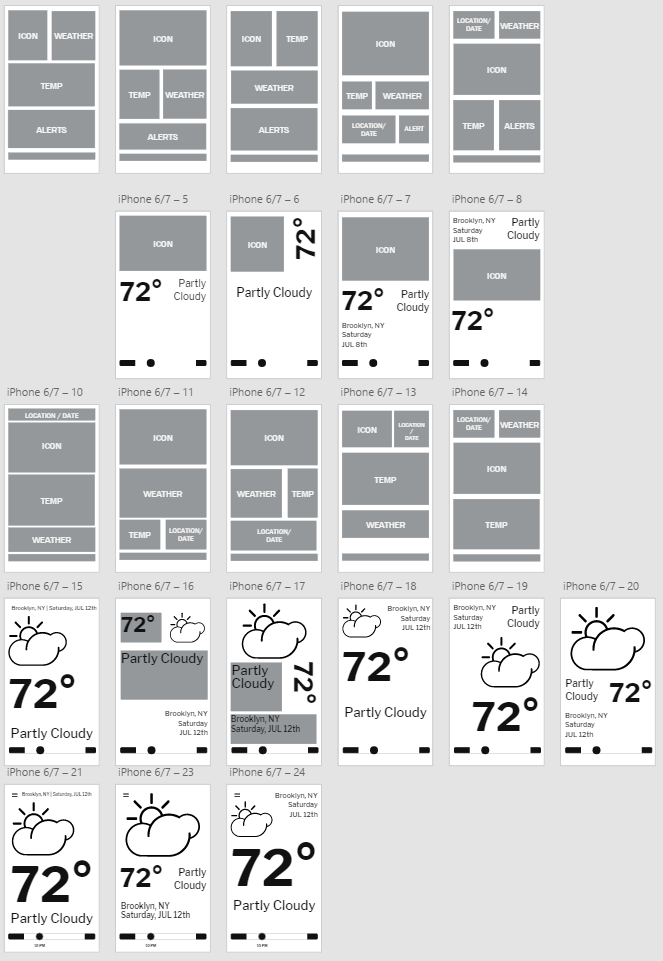 ICON WEATHER
TEMP
ALERTS
ICON
TEMP WEATHER
ALERTS
ICON TEMP
WEATHER
ALERTS
ICON
TEMP WEATHER
LOCATION/
DATE
ALERT
LOCATION/
DATE
WEATHER
ICON
TEMP ALERTS
iPhone 6/7 – 5
ICON
72°
Partly
Cloudy
iPhone 6/7 – 6
ICON
72°
Partly Cloudy
iPhone 6/7 – 7
ICON
72°
Partly
Cloudy
Brooklyn, NY
Saturday
JUL 8th
iPhone 6/7 – 8
Brooklyn, NY
Saturday
JUL 8th
Partly
Cloudy
ICON
72°
iPhone 6/7 – 10
LOCATION / DATE
ICON
TEMP
WEATHER
iPhone 6/7 – 11
ICON
WEATHER
TEMP
LOCATION/
DATE
iPhone 6/7 – 12
ICON
WEATHER TEMP
LOCATION/
DATE
iPhone 6/7 – 13
ICON
LOCATION
/
DATE
TEMP
WEATHER
iPhone 6/7 – 14
LOCATION/
DATE
WEATHER
ICON
TEMP
iPhone 6/7 – 15
Brooklyn, NY | Saturday, JUL 12th
72°
Partly Cloudy
iPhone 6/7 – 16
72°
Partly Cloudy
Brooklyn, NY
Saturday
JUL 12th
iPhone 6/7 – 17
Partly
Cloudy
72°
Brooklyn, NY
Saturday, JUL 12th
iPhone 6/7 – 18
Brooklyn, NY
Saturday
JUL 12th
72°
Partly Cloudy
iPhone 6/7 – 19
Brooklyn, NY
Saturday
JUL 12th
Partly
Cloudy
72°
iPhone 6/7 – 20
Partly
Cloudy
72°
Brooklyn, NY
Saturday
JUL 12th
iPhone 6/7 – 21
Brooklyn, NY | Saturday, JUL 12th
72°
Partly Cloudy
iPhone 6/7 – 23
72°
Partly
Cloudy
Brooklyn, NY
Saturday, JUL 12th
iPhone 6/7 – 24
Brooklyn, NY
Saturday
JUL 12th
72°
Partly Cloudy